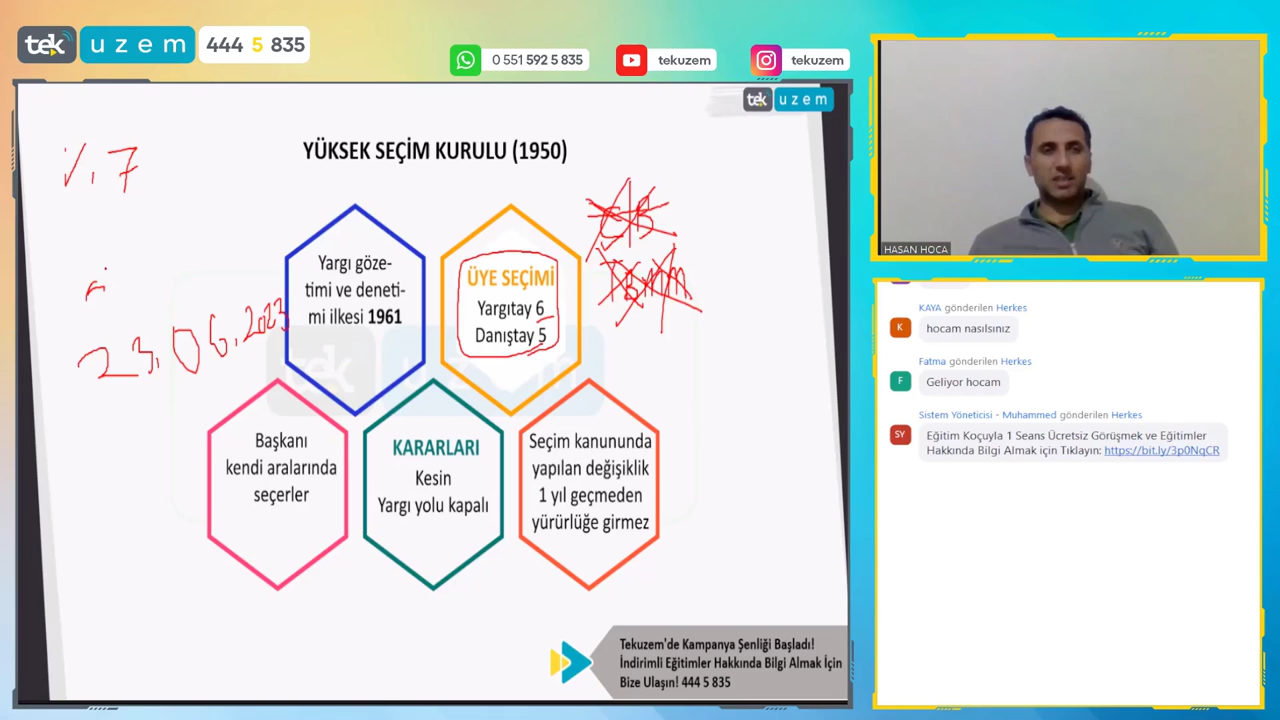 tek
uzem
444 5 835
0 551 592 5 835
tekuzem
tekuzem
tek uzem
YÜKSEK SEÇİM KURULU (1950)
%7
23.06.2023
Yargı göze-
timi ve deneti-
mi ilkesi 1961
ÜYE SEÇİMİ
Yargıtay 6
Danıştay 5
CB
TBMM
Başkanı
kendi aralarında
seçerler
KARARLARI
Kesin
Yargı yolu kapalı
Seçim kanununda
yapılan değişiklik
1 yıl geçmeden
yürürlüğe girmez
tek uzem
Tekuzem'de Kampanya Şenliği Başladı!
İndirimli Eğitimler Hakkında Bilgi Almak İçin
Bize Ulaşın! 444 5 835
HASAN HOCA
KAYA gönderilen Herkes
K
hocam nasılsınız
Fatma gönderilen Herkes
F
Geliyor hocam
Sistem Yöneticisi - Muhammed gönderilen Herkes
SY
Eğitim Koçuyla 1 Seans Ücretsiz Görüşmek ve Eğitimler
Hakkında Bilgi Almak için Tıklayın: https://bit.ly/3p0NqCR